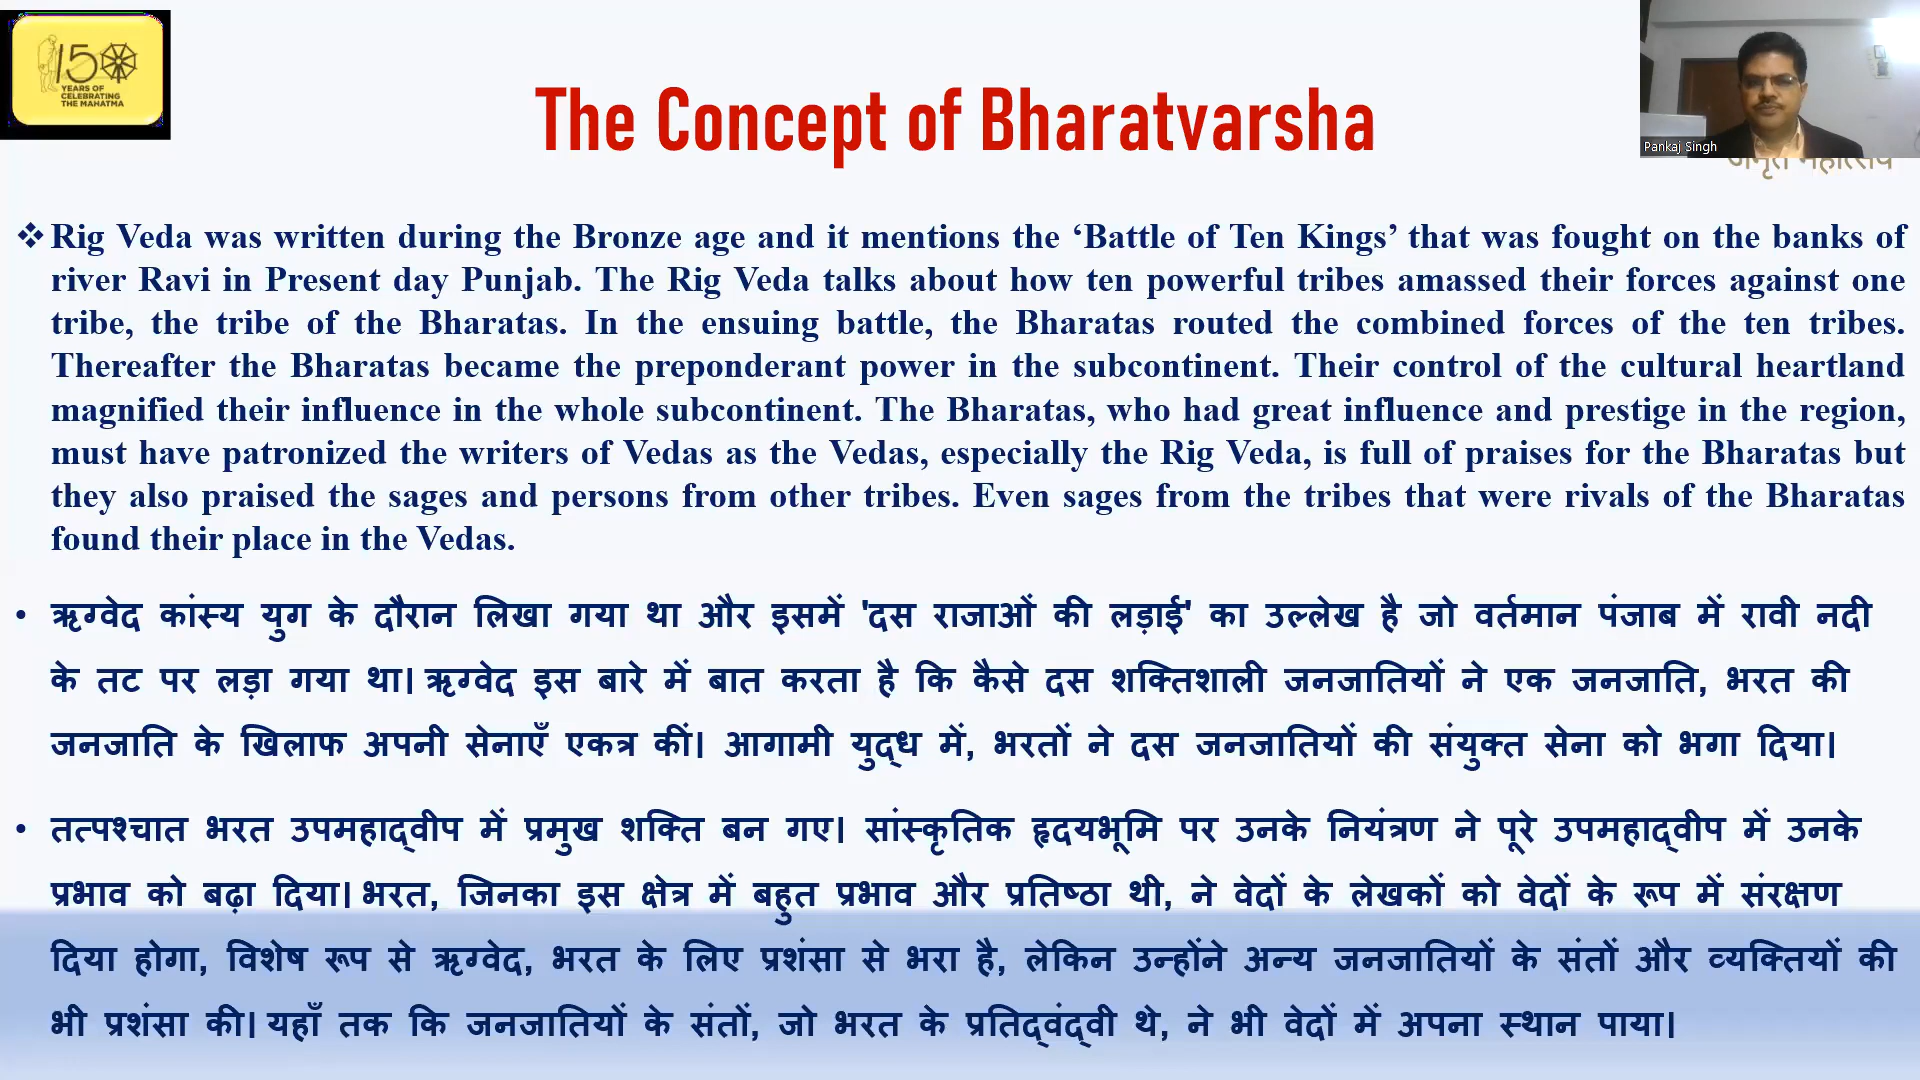 150
YEARS OF
CELEBRATING
THE MAHATMA
The Concept of Bharatvarsha
Pankaj Singh
अमृत महोत्सव
❖ Rig Veda was written during the Bronze age and it mentions the ‘Battle of Ten Kings’ that was fought on the banks of
river Ravi in Present day Punjab. The Rig Veda talks about how ten powerful tribes amassed their forces against one
tribe, the tribe of the Bharatas. In the ensuing battle, the Bharatas routed the combined forces of the ten tribes.
Thereafter the Bharatas became the preponderant power in the subcontinent. Their control of the cultural heartland
magnified their influence in the whole subcontinent. The Bharatas, who had great influence and prestige in the region,
must have patronized the writers of Vedas as the Vedas, especially the Rig Veda, is full of praises for the Bharatas but
they also praised the sages and persons from other tribes. Even sages from the tribes that were rivals of the Bharatas
found their place in the Vedas.
• ऋग्वेद कांस्य युग के दौरान लिखा गया था और इसमें 'दस राजाओं की लड़ाई' का उल्लेख है जो वर्तमान पंजाब में रावी नदी
के तट पर लड़ा गया था। ऋग्वेद इस बारे में बात करता है कि कैसे दस शक्तिशाली जनजातियों ने एक जनजाति, भरत की
जनजाति के खिलाफ अपनी सेनाएँ एकत्र कीं। आगामी युद्ध में, भरतों ने दस जनजातियों की संयुक्त सेना को भगा दिया।
• तत्पश्चात भरत उपमहाद्वीप में प्रमुख शक्ति बन गए। सांस्कृतिक हृदयभूमि पर उनके नियंत्रण ने पूरे उपमहाद्वीप में उनके
प्रभाव को बढ़ा दिया। भरत, जिनका इस क्षेत्र में बहुत प्रभाव और प्रतिष्ठा थी, ने वेदों के लेखकों को वेदों के रूप में संरक्षण
दिया होगा, विशेष रूप से ऋग्वेद, भरत के लिए प्रशंसा से भरा है, लेकिन उन्होंने अन्य जनजातियों के संतों और व्यक्तियों की
भी प्रशंसा की। यहाँ तक कि जनजातियों के संतों, जो भरत के प्रतिद्वंद्वी थे, ने भी वेदों में अपना स्थान पाया।